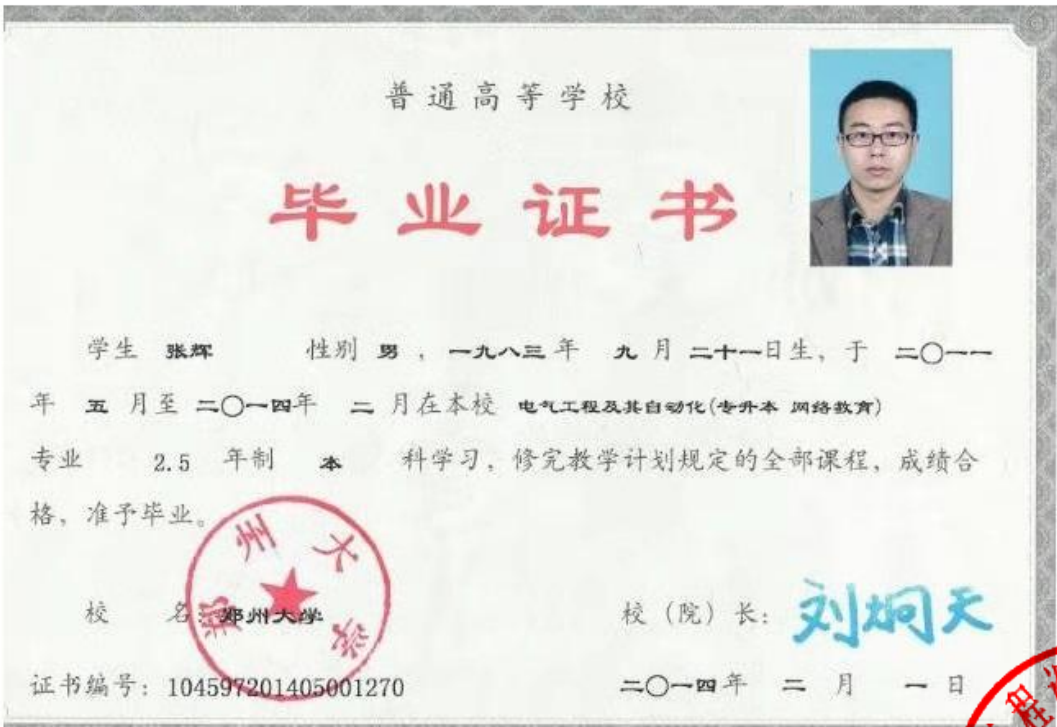 普通高等学校
毕业证书
学生 张辉 性别 男 ，一九八三年 九 月 二十一日生，于 二〇一一
年 五 月至 二〇一四年 二 月在本校 电气工程及其自动化(专升本 网络教育)
专业 2.5 年制 本 科学习，修完教学计划规定的全部课程，成绩合
格，准予毕业。
郑州大学
校 名：郑州大学 校（院）长：刘炯天
证书编号：104597201405001270 二〇一四年 二 月 一 日